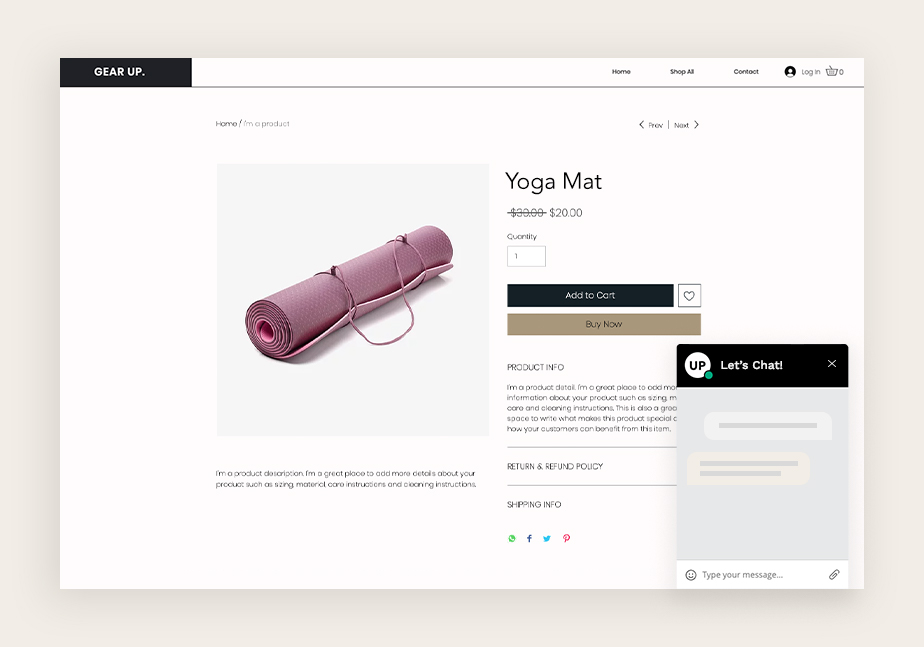 GEAR UP.
Home
Shop All
Contact
Log In
0
Home / I'm a product
Prev | Next
Yoga Mat
$30.00 $20.00
Quantity
1
Add to Cart
Buy Now
PRODUCT INFO
I'm a product detail. I'm a great place to add
information about your product such as sizing,
care and cleaning instructions. This is also a
space to write what makes this product special
how your customers can benefit from this item.
RETURN & REFUND POLICY
SHIPPING INFO
I'm a product description. I'm a great place to add more details about your
product such as sizing, material, care instructions and cleaning instructions.
UP
Let's Chat!
Type your message...